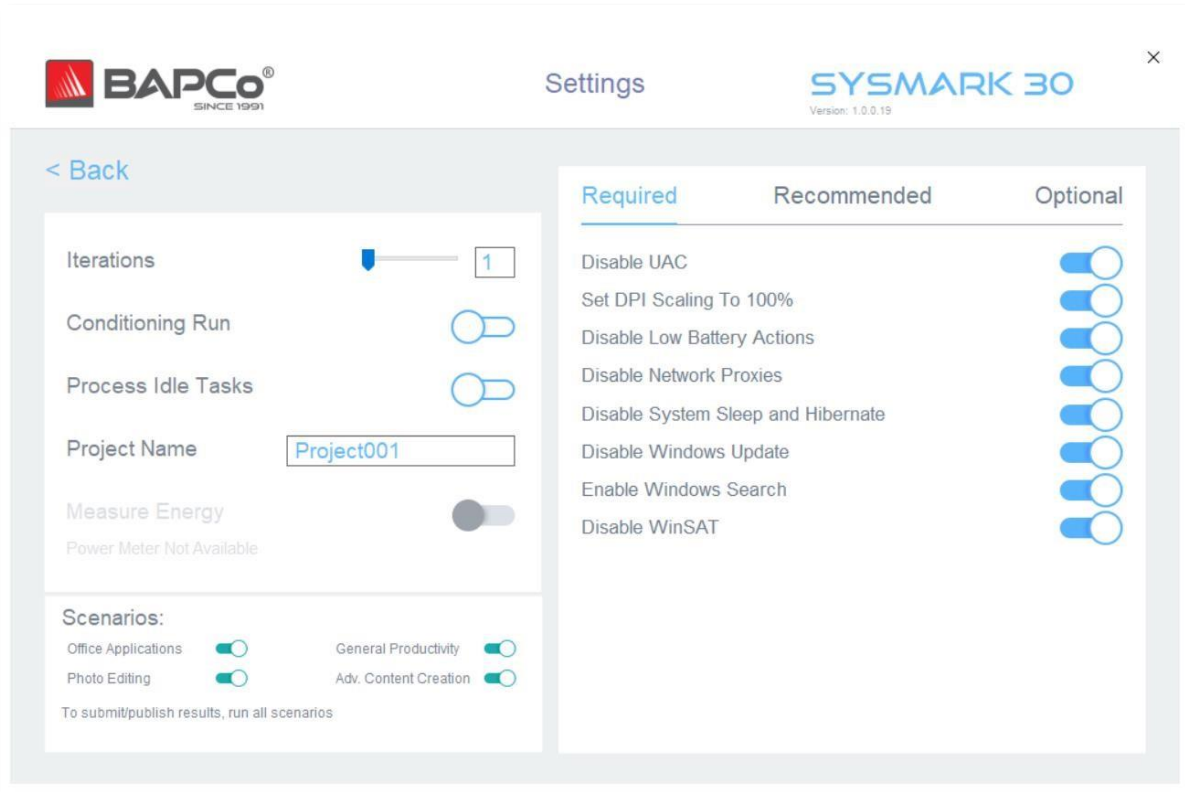 BAPCo®
SINCE 1991
Settings
SYSMARK 30
Version: 1.0.0.19
×
< Back
Iterations 1
Conditioning Run
Process Idle Tasks
Project Name Project001
Measure Energy
Power Meter Not Available
Scenarios:
Office Applications General Productivity
Photo Editing Adv. Content Creation
To submit/publish results, run all scenarios
Required Recommended Optional
Disable UAC
Set DPI Scaling To 100%
Disable Low Battery Actions
Disable Network Proxies
Disable System Sleep and Hibernate
Disable Windows Update
Enable Windows Search
Disable WinSAT